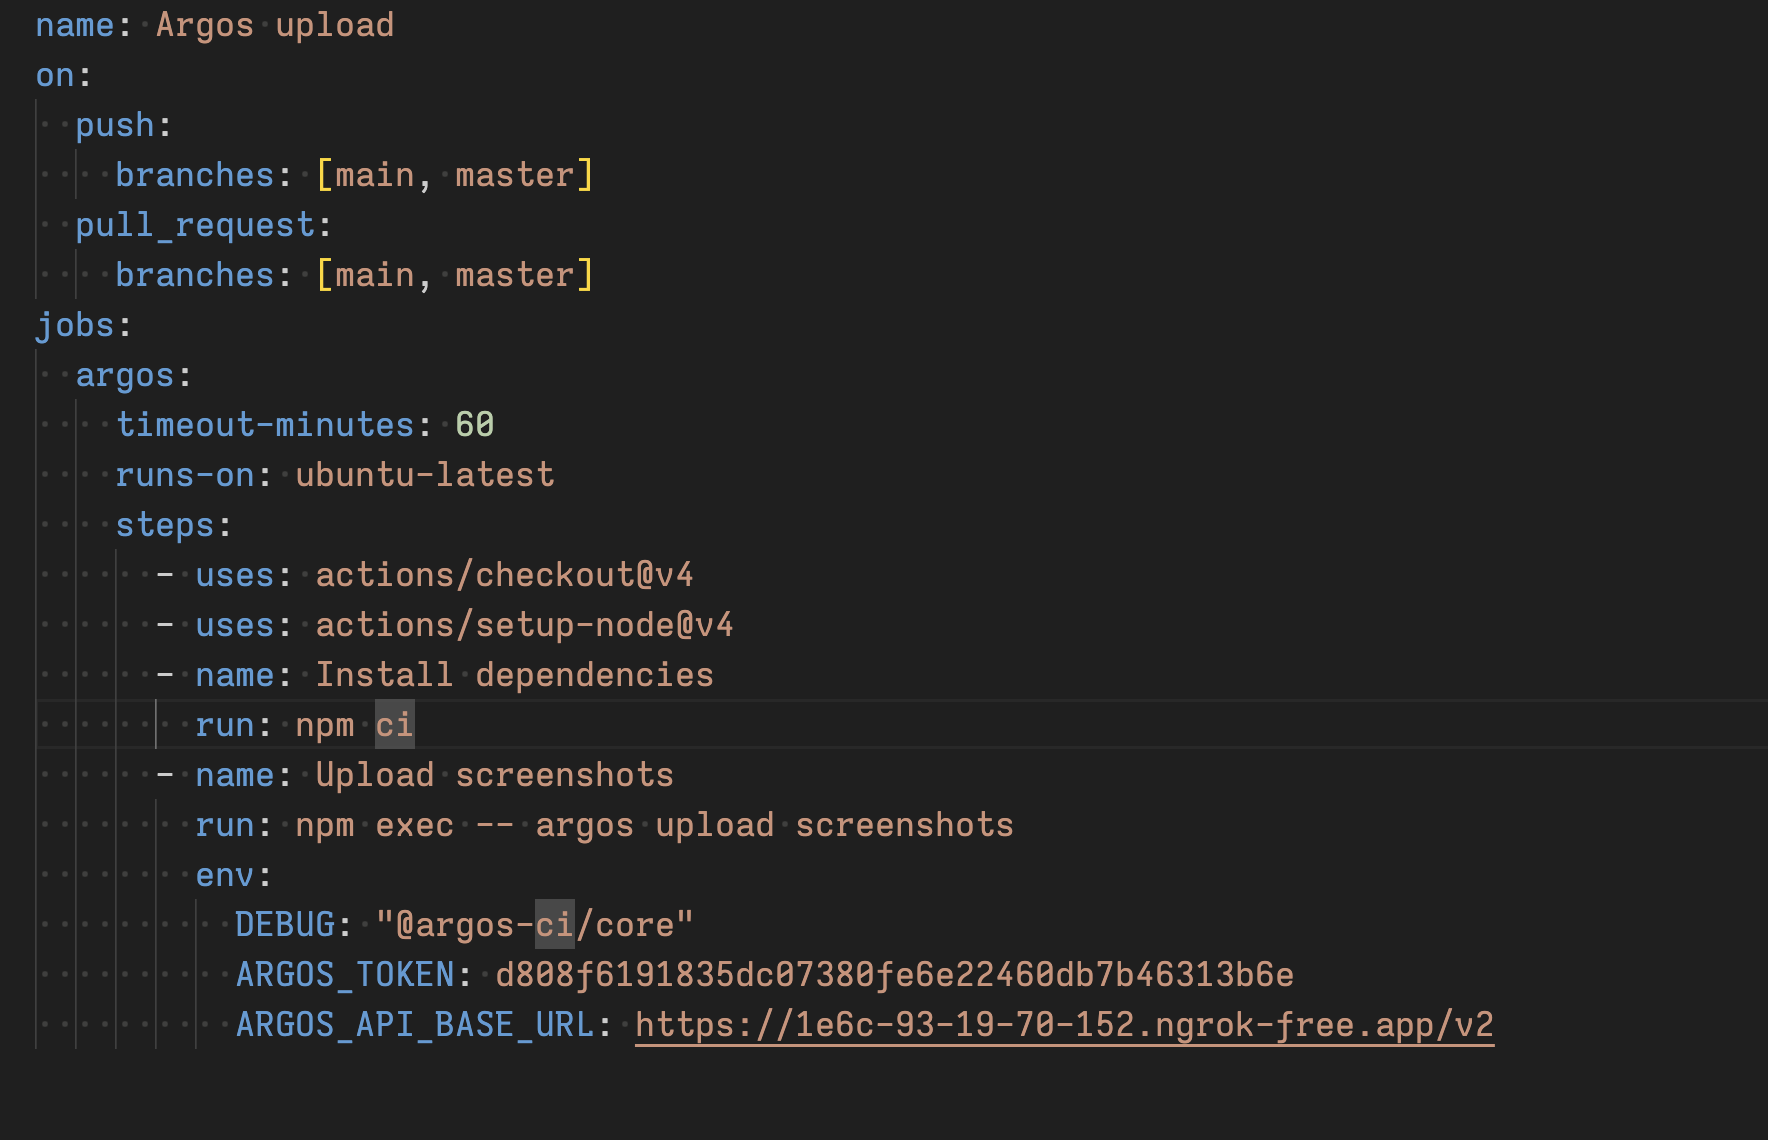 name: Argos upload
on:
  push:
    branches: [main, master]
  pull_request:
    branches: [main, master]
jobs:
  argos:
    timeout-minutes: 60
    runs-on: ubuntu-latest
    steps:
      - uses: actions/checkout@v4
      - uses: actions/setup-node@v4
      - name: Install dependencies
        run: npm ci
      - name: Upload screenshots
        run: npm exec -- argos upload screenshots
        env:
          DEBUG: "@argos-ci/core"
          ARGOS_TOKEN: d808f6191835dc07380fe6e22460db7b46313b6e
          ARGOS_API_BASE_URL: https://1e6c-93-19-70-152.ngrok-free.app/v2